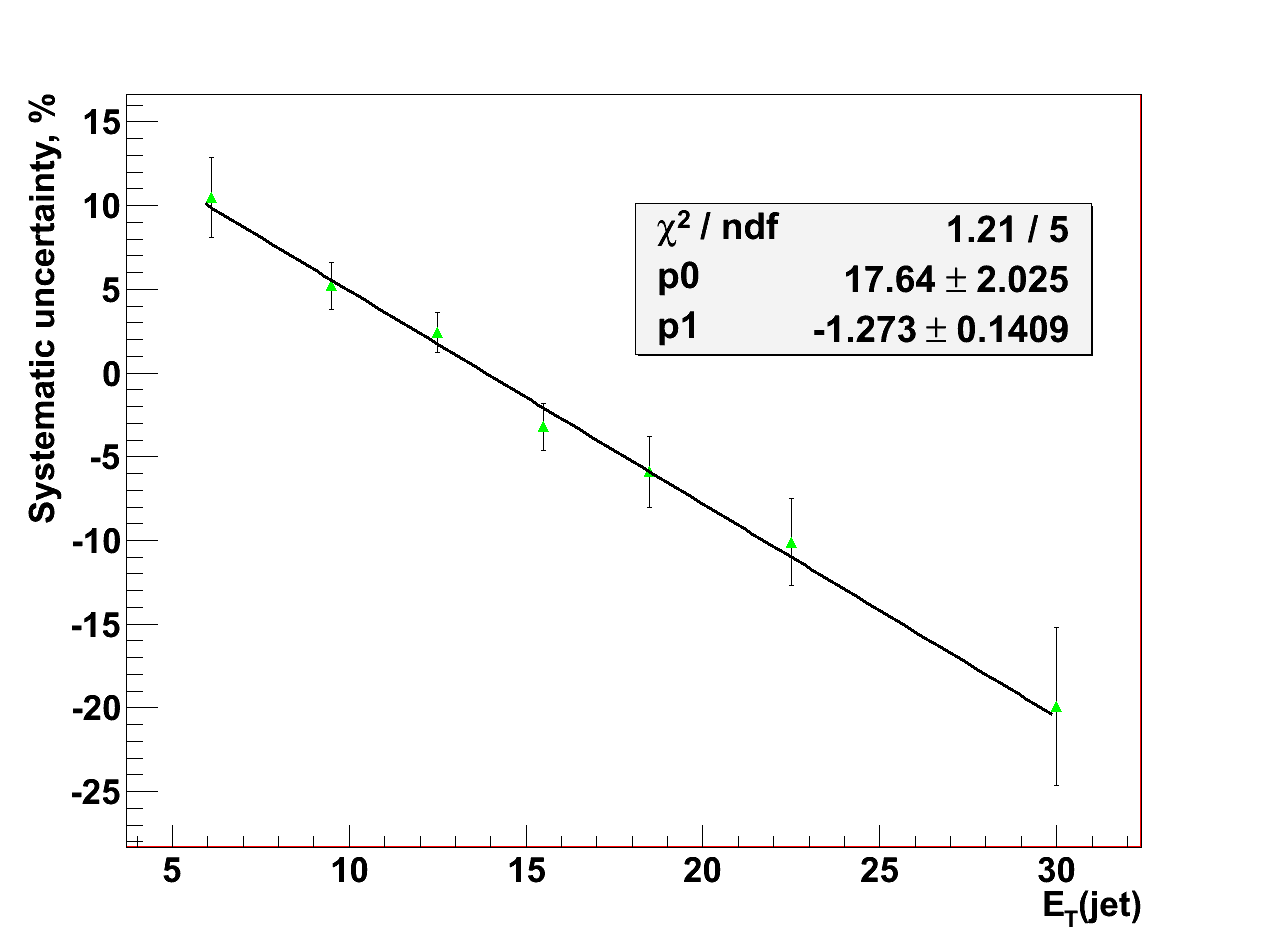 Systematic uncertainty, %
15
10
5
0
-5
-10
-15
-20
-25
χ² / ndf 1.21 / 5
p0 17.64 ± 2.025
p1 -1.273 ± 0.1409
5 10 15 20 25 30
E_T(jet)